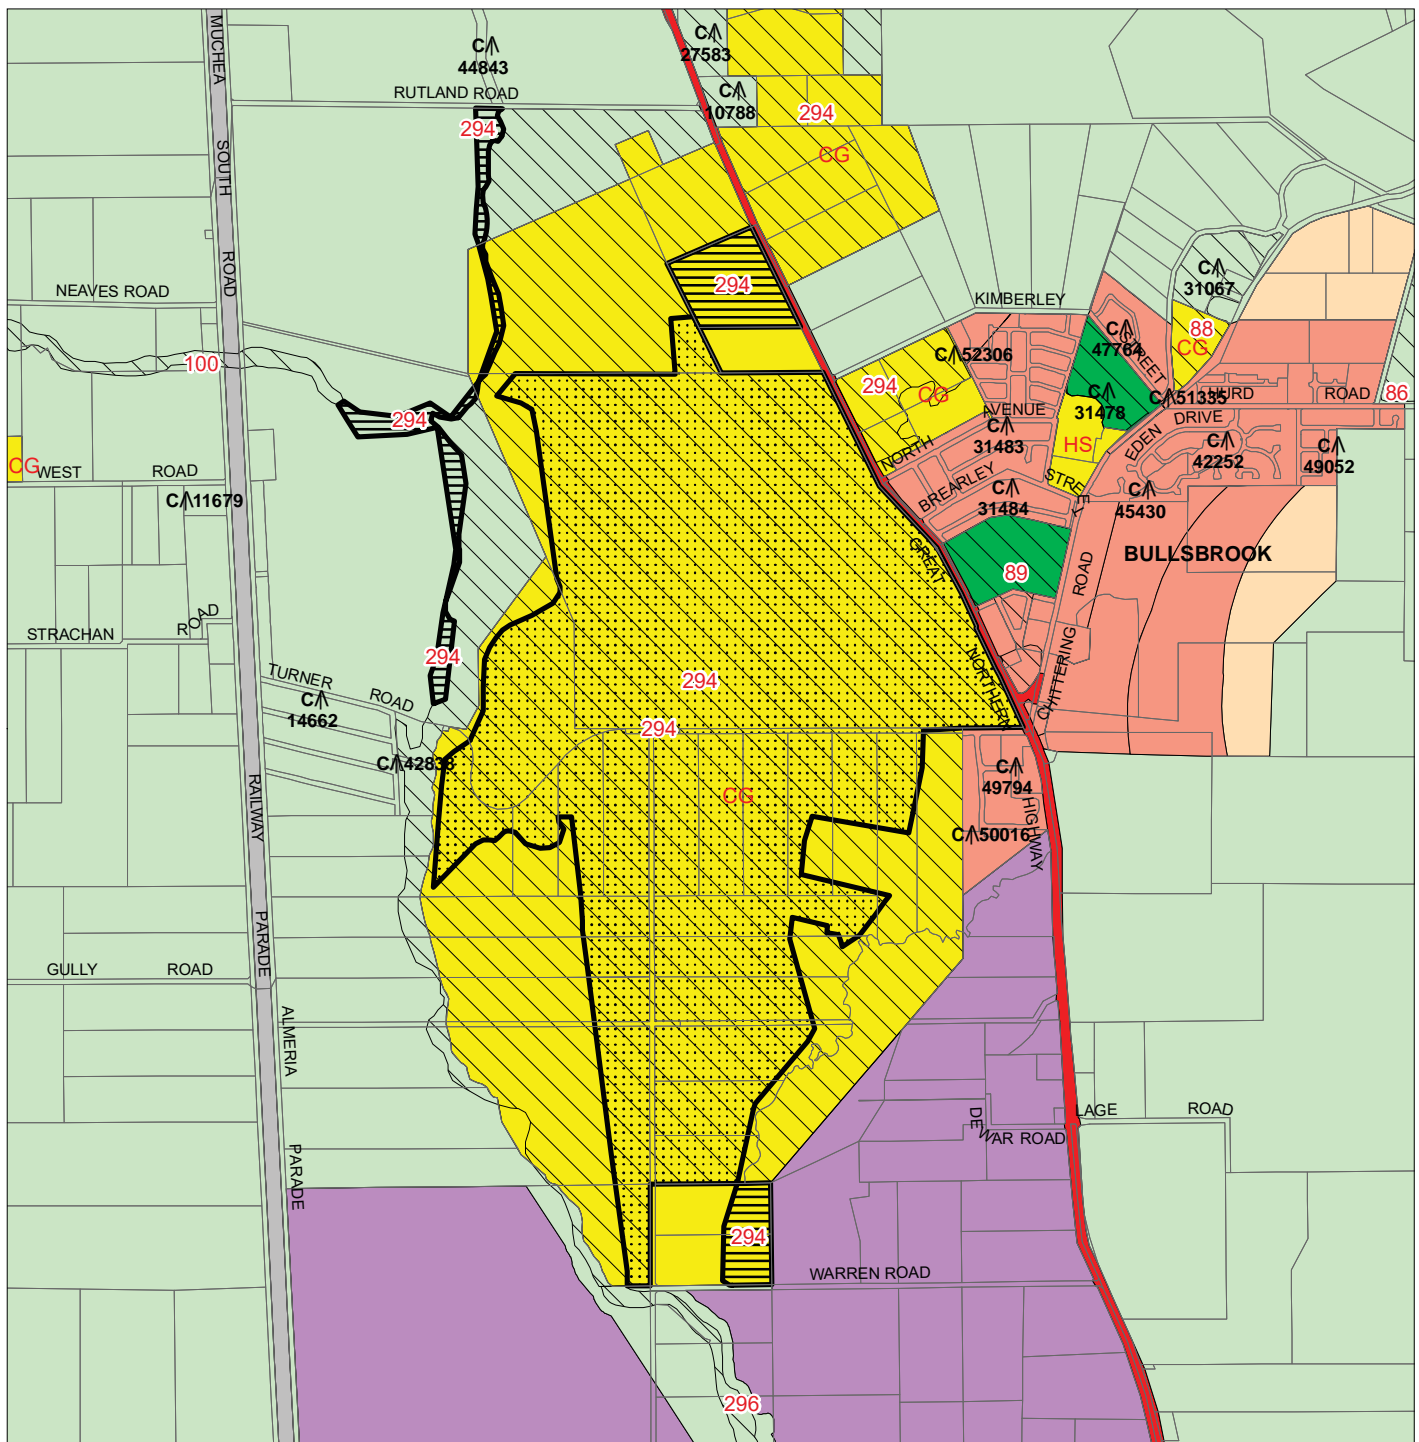 MUCHEA
SOUTH
ROAD
RAILWAY
PARADE
C
44843
RUTLAND ROAD
294
C
27583
C
10788
294
CG
NEAVES ROAD
100
294
294
KIMBERLEY
C
31067
88
CG
C
47764
STREET
C 52306
294
CG
C
31478
C 51335
HURD
ROAD
86
AVENUE
DRIVE
NORTH
C
31483
HS
EDEN
C
42252
C
49052
CG
WEST
ROAD
C 11679
BREARLEY
STREET
C
31484
C
45430
BULLSBROOK
GREAT
89
ROAD
STRACHAN
ROAD
294
TURNER
ROAD
C
14662
294
NORTHERN
CHITTERING
294
C 42838
CG
C
49794
HIGHWAY
C 50016
GULLY
ROAD
ALMERIA
PARADE
DEWAR ROAD
LAGE
ROAD
294
WARREN ROAD
296